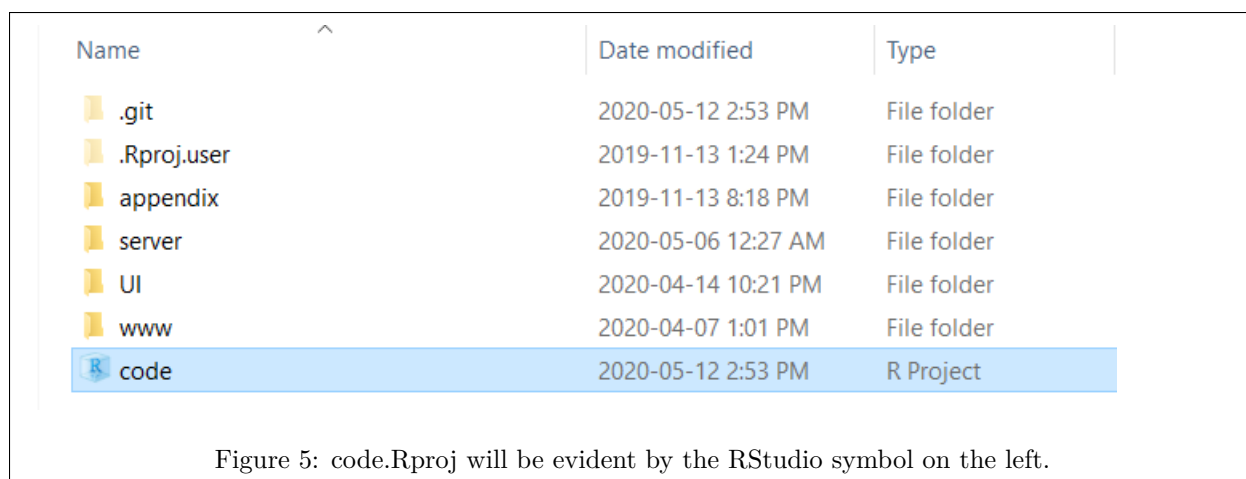 Name Date modified Type
.git 2020-05-12 2:53 PM File folder
.Rproj.user 2019-11-13 1:24 PM File folder
appendix 2019-11-13 8:18 PM File folder
server 2020-05-06 12:27 AM File folder
UI 2020-04-14 10:21 PM File folder
www 2020-04-07 1:01 PM File folder
R code 2020-05-12 2:53 PM R Project
Figure 5: code.Rproj will be evident by the RStudio symbol on the left.